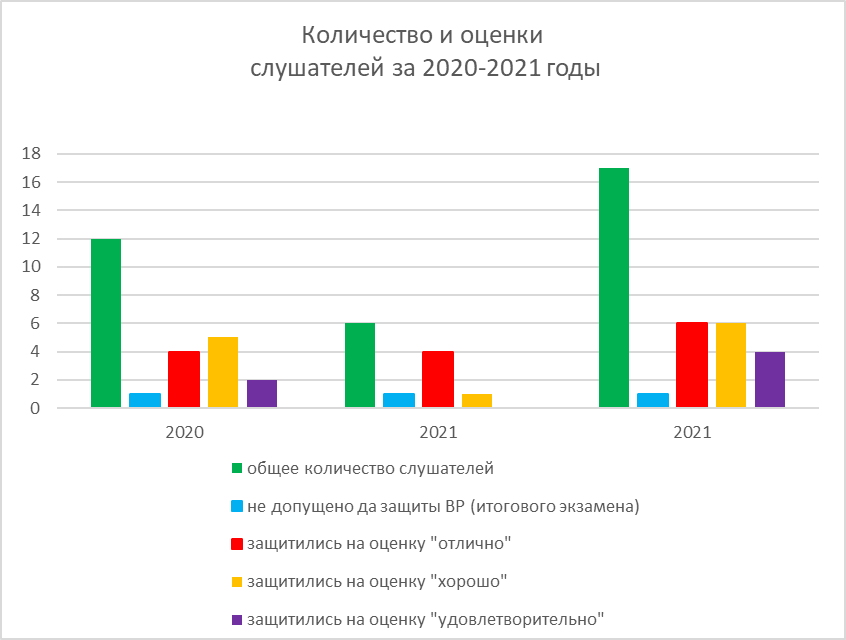 Количество и оценки
слушателей за 2020-2021 годы
18
16
14
12
10
8
6
4
2
0
2020 2021 2021
общее количество слушателей
не допущено да защиты ВР (итогового экзамена)
защитились на оценку "отлично"
защитились на оценку "хорошо"
защитились на оценку "удовлетворительно"